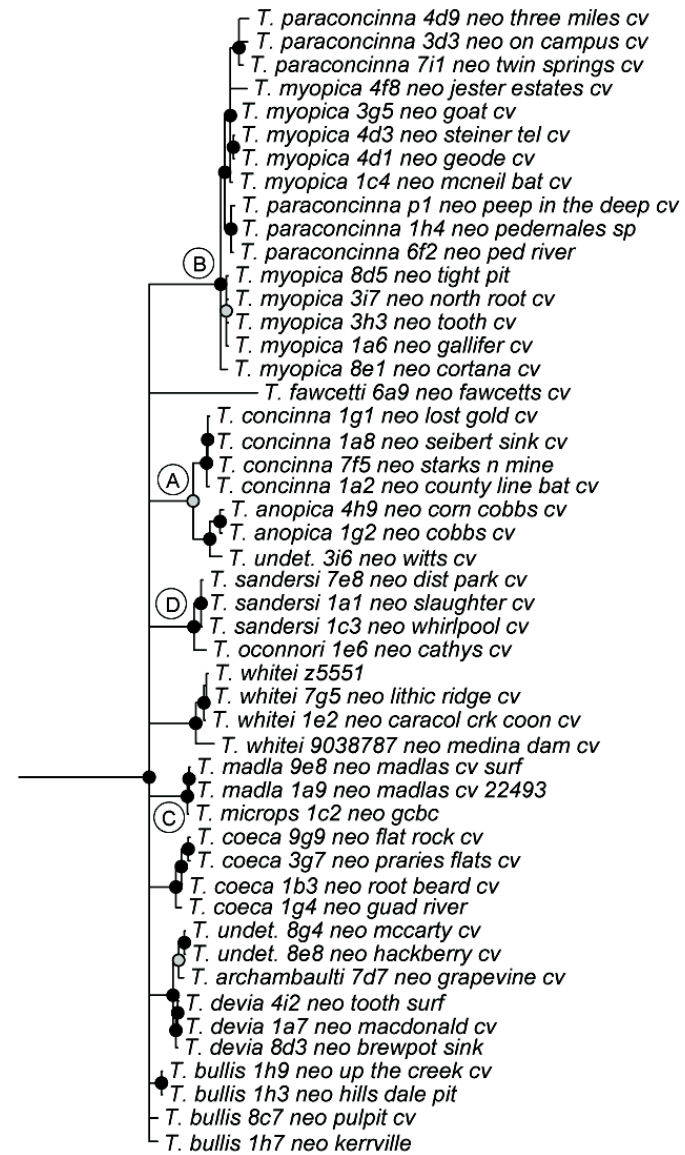 T. paraconcinna 4d9 neo three miles cv
T. paraconcinna 3d3 neo on campus cv
T. paraconcinna 7i1 neo twin springs cv
T. myopica 4f8 neo jester estates cv
T. myopica 3g5 neo goat cv
T. myopica 4d3 neo steiner tel cv
T. myopica 4d1 neo geode cv
T. myopica 1c4 neo mcneil bat cv
T. paraconcinna p1 neo peep in the deep cv
T. paraconcinna 1h4 neo pedernales sp
T. paraconcinna 6f2 neo ped river
B
T. myopica 8d5 neo tight pit
T. myopica 3i7 neo north root cv
T. myopica 3h3 neo tooth cv
T. myopica 1a6 neo gallifer cv
T. myopica 8e1 neo cortana cv
T. fawcetti 6a9 neo fawcetts cv
T. concinna 1g1 neo lost gold cv
T. concinna 1a8 neo seibert sink cv
T. concinna 7f5 neo starks n mine
A
T. concinna 1a2 neo county line bat cv
T. anopica 4h9 neo corn cobbs cv
T. anopica 1g2 neo cobbs cv
T. undet. 3i6 neo witts cv
T. sandersi 7e8 neo dist park cv
D
T. sandersi 1a1 neo slaughter cv
T. sandersi 1c3 neo whirlpool cv
T. oconnori 1e6 neo cathys cv
T. whitei z5551
T. whitei 7g5 neo lithic ridge cv
T. whitei 1e2 neo caracol crk coon cv
T. whitei 9038787 neo medina dam cv
T. madla 9e8 neo madlas cv surf
T. madla 1a9 neo madlas cv 22493
C
T. microps 1c2 neo gcbc
T. coeca 9g9 neo flat rock cv
T. coeca 3g7 neo praries flats cv
T. coeca 1b3 neo root beard cv
T. coeca 1g4 neo guad river
T. undet. 8g4 neo mccarty cv
T. undet. 8e8 neo hackberry cv
T. archambaulti 7d7 neo grapevine cv
T. devia 4i2 neo tooth surf
T. devia 1a7 neo macdonald cv
T. devia 8d3 neo brewpot sink
T. bullis 1h9 neo up the creek cv
T. bullis 1h3 neo hills dale pit
T. bullis 8c7 neo pulpit cv
T. bullis 1h7 neo kerrville